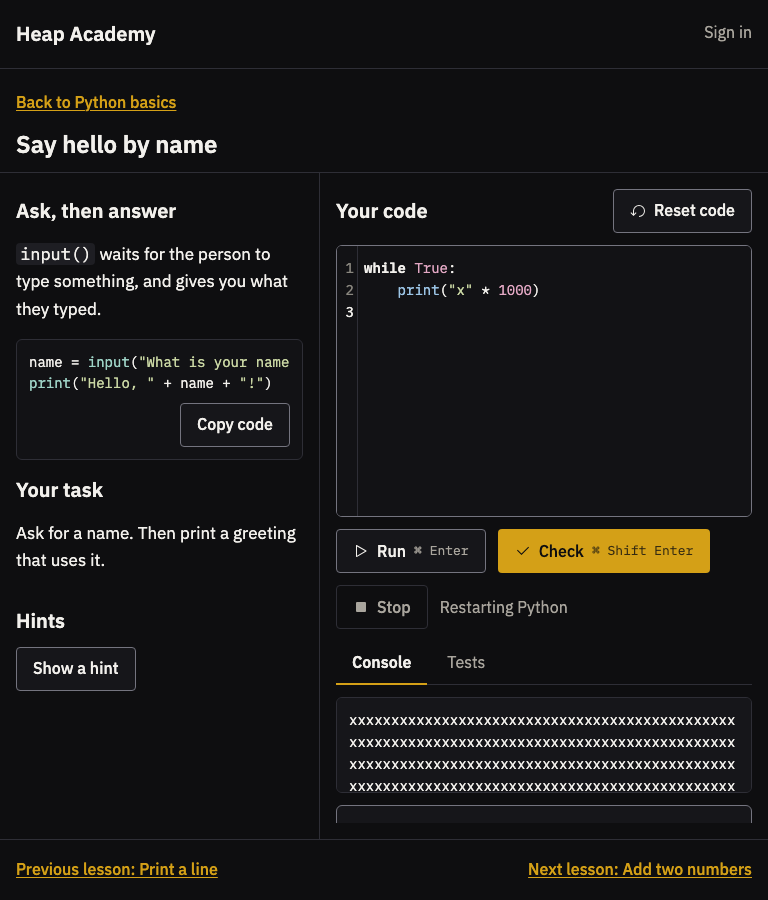 Heap Academy
Sign in
Back to Python basics
Say hello by name
Ask, then answer
input() waits for the person to
type something, and gives you what
they typed.
name = input("What is your name
print("Hello, " + name + "!")
Copy code
Your task
Ask for a name. Then print a greeting
that uses it.
Hints
Show a hint
Your code
Reset code
1 while True:
2     print("x" * 1000)
3
Run ⌘ Enter
Check ⌘ Shift Enter
Stop
Restarting Python
Console
Tests
xxxxxxxxxxxxxxxxxxxxxxxxxxxxxxxxxxxxxxxxxxxxxx
xxxxxxxxxxxxxxxxxxxxxxxxxxxxxxxxxxxxxxxxxxxxxx
xxxxxxxxxxxxxxxxxxxxxxxxxxxxxxxxxxxxxxxxxxxxxx
xxxxxxxxxxxxxxxxxxxxxxxxxxxxxxxxxxxxxxxxxxxxxx
Previous lesson: Print a line
Next lesson: Add two numbers